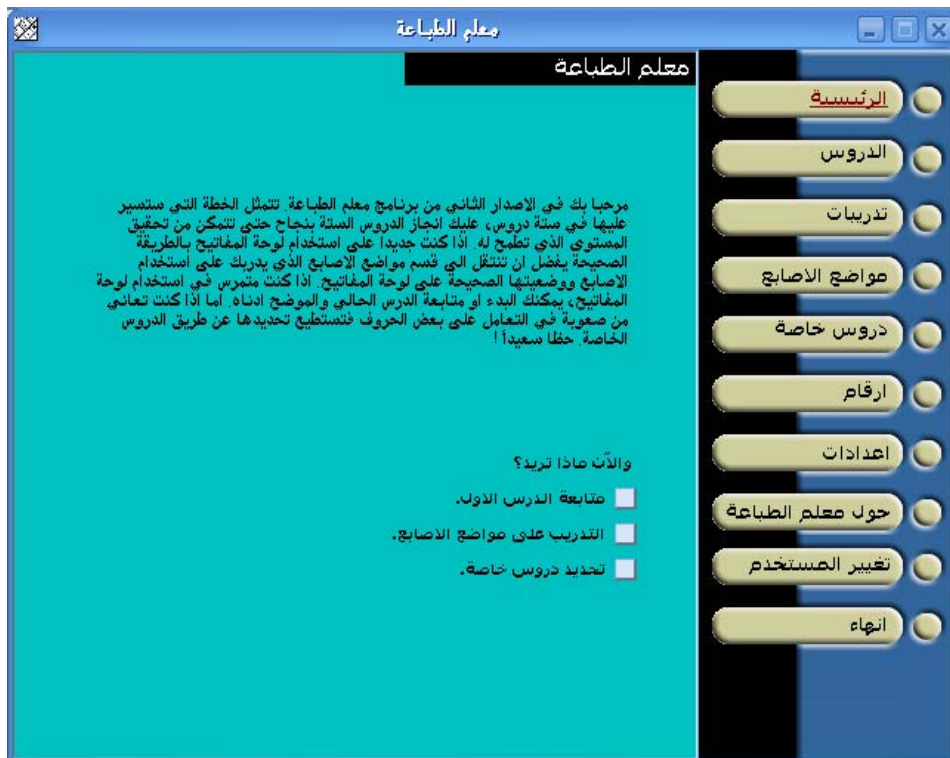 معلم الطباعة
معلم الطباعة
الرئيسية
الدروس
تدريبات
مواضع الاصابع
دروس خاصة
ارقام
اعدادات
حول معلم الطباعة
تغيير المستخدم
انهاء
مرحبا بك في الاصدار الثاني من برنامج معلم الطباعة. تتمثل الخطة التي ستسير
عليها في ستة دروس، عليك انجاز الدروس الستة بنجاح حتى تتمكن من تحقيق
المستوى الذي تطمح له. اذا كنت جديدا على استخدام لوحة المفاتيح بالطريقة
الصحيحة يفضل ان تنتقل الى قسم مواضع الاصابع الذي يدربك على استخدام
الاصابع ووضعيتها الصحيحة على لوحة المفاتيح. اذا كنت متمرس في استخدام لوحة
المفاتيح، يمكنك البدء او متابعة الدرس الحالي والموضح ادناه. اما اذا كنت تعاني
من صعوبة في التعامل على بعض الحروف فتستطيع تحديدها عن طريق الدروس
الخاصة. حظا سعيداً !
والآن ماذا تريد؟
متابعة الدرس الاول.
التدريب على مواضع الاصابع.
تحديد دروس خاصة.